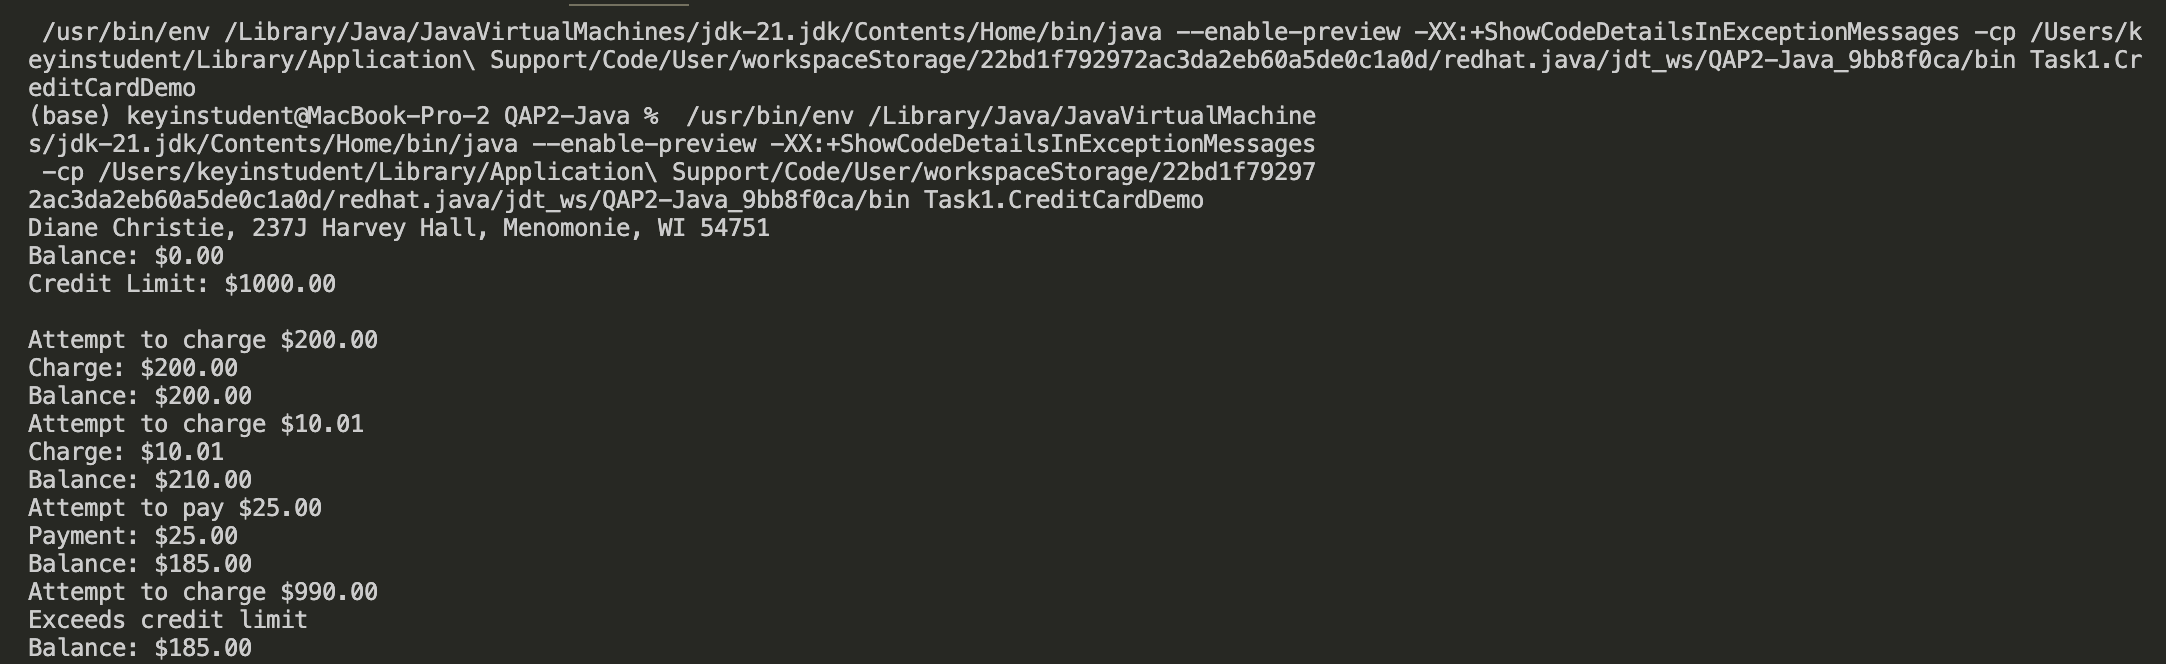 /usr/bin/env /Library/Java/JavaVirtualMachines/jdk-21.jdk/Contents/Home/bin/java --enable-preview -XX:+ShowCodeDetailsInExceptionMessages -cp /Users/k
eyinstudent/Library/Application\ Support/Code/User/workspaceStorage/22bd1f792972ac3da2eb60a5de0c1a0d/redhat.java/jdt_ws/QAP2-Java_9bb8f0ca/bin Task1.Cr
editCardDemo
(base) keyinstudent@MacBook-Pro-2 QAP2-Java %  /usr/bin/env /Library/Java/JavaVirtualMachine
s/jdk-21.jdk/Contents/Home/bin/java --enable-preview -XX:+ShowCodeDetailsInExceptionMessages
-cp /Users/keyinstudent/Library/Application\ Support/Code/User/workspaceStorage/22bd1f79297
2ac3da2eb60a5de0c1a0d/redhat.java/jdt_ws/QAP2-Java_9bb8f0ca/bin Task1.CreditCardDemo
Diane Christie, 237J Harvey Hall, Menomonie, WI 54751
Balance: $0.00
Credit Limit: $1000.00

Attempt to charge $200.00
Charge: $200.00
Balance: $200.00
Attempt to charge $10.01
Charge: $10.01
Balance: $210.00
Attempt to pay $25.00
Payment: $25.00
Balance: $185.00
Attempt to charge $990.00
Exceeds credit limit
Balance: $185.00